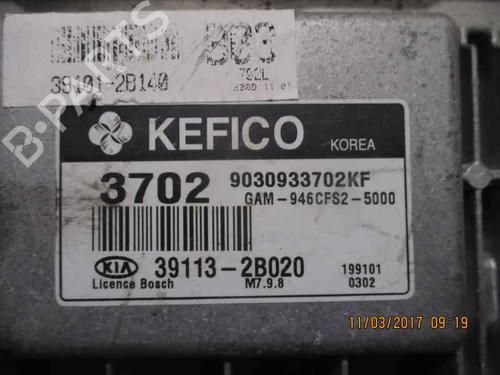 39101-2B140
B-PARTS
KEFICO
KOREA
3702
9030933702KF
GAM-946CFS2-5000
KIA
39113-2B020
199101
Licence Bosch
M7.9.8
0302
11/03/2017 09:19